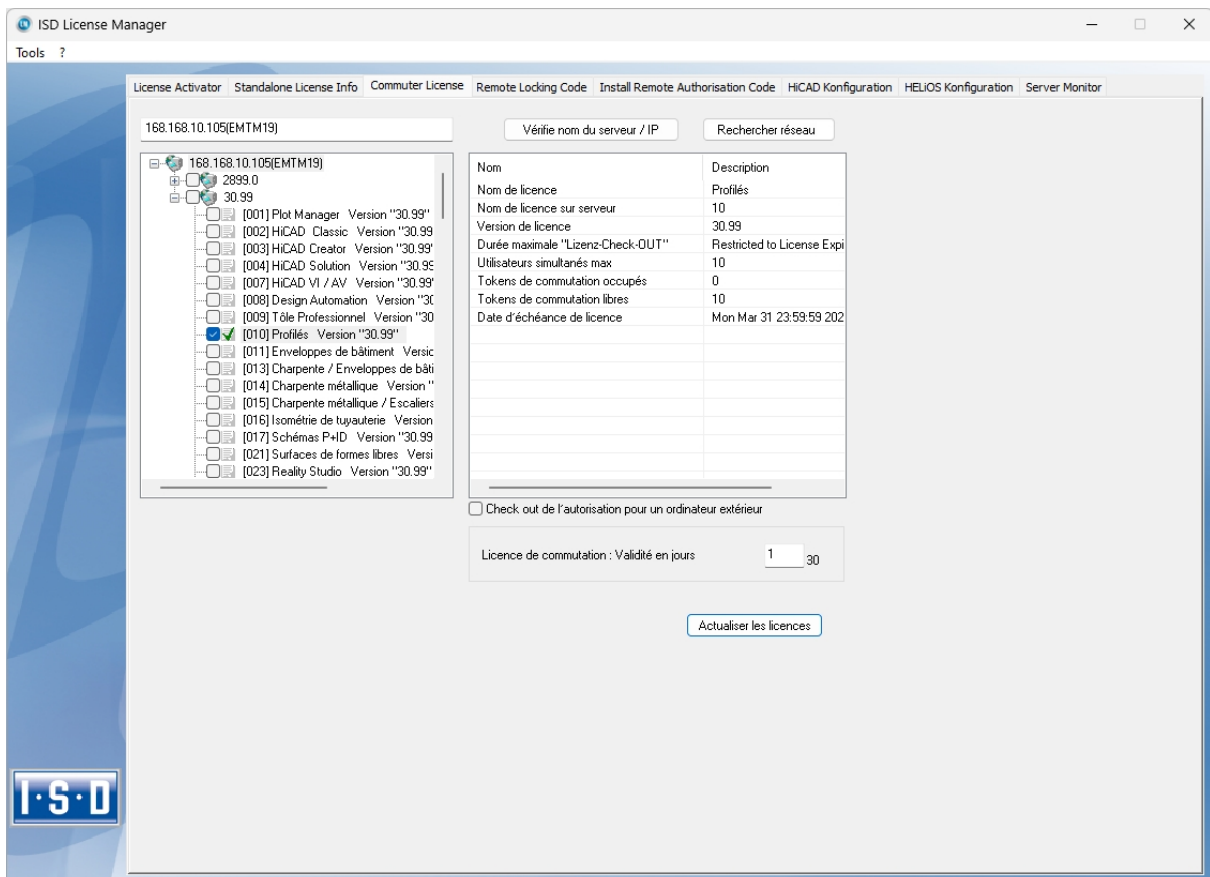 ISD License Manager
Tools ?
License Activator Standalone License Info Commuter License Remote Locking Code Install Remote Authorisation Code HiCAD Konfiguration HELiOS Konfiguration Server Monitor
168.168.10.105(EMTM19)
Vérifie nom du serveur / IP
Rechercher réseau
168.168.10.105(EMTM19)
2899.0
30.99
[001] Plot Manager Version "30.99"
[002] HiCAD Classic Version "30.99
[003] HiCAD Creator Version "30.99"
[004] HiCAD Solution Version "30.99
[007] HiCAD VI / AV Version "30.99"
[008] Design Automation Version "30
[009] Tôle Professionnel Version "30
[010] Profilés Version "30.99"
[011] Enveloppes de bâtiment Versic
[013] Charpente / Enveloppes de bâti
[014] Charpente métallique Version "
[015] Charpente métallique / Escaliers
[016] Isométrie de tuyauterie Version
[017] Schémas P+ID Version "30.99
[021] Surfaces de formes libres Versi
[023] Reality Studio Version "30.99"
Nom Description
Nom de licence Profilés
Nom de licence sur serveur 10
Version de licence 30.99
Durée maximale "Lizenz-Check-OUT" Restricted to License Expi
Utilisateurs simultanés max 10
Tokens de commutation occupés 0
Tokens de commutation libres 10
Date d'échéance de licence Mon Mar 31 23:59:59 202
Check out de l'autorisation pour un ordinateur extérieur
Licence de commutation : Validité en jours 1 30
Actualiser les licences
I·S·D